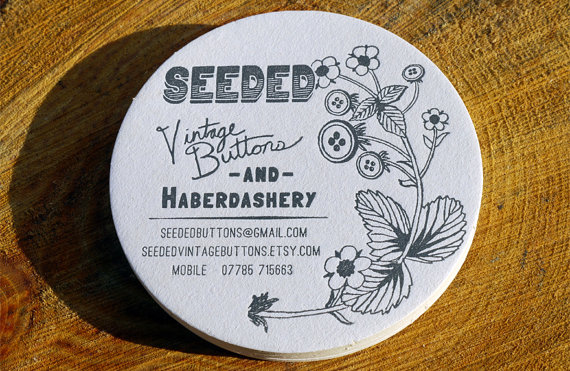 SEEDED
Vintage
Buttons
-AND-
HABERDASHERY
SEEDEDBUTTONS@GMAIL.COM
SEEDEDVINTAGEBUTTONS.ETSY.COM
MOBILE 07785 715663